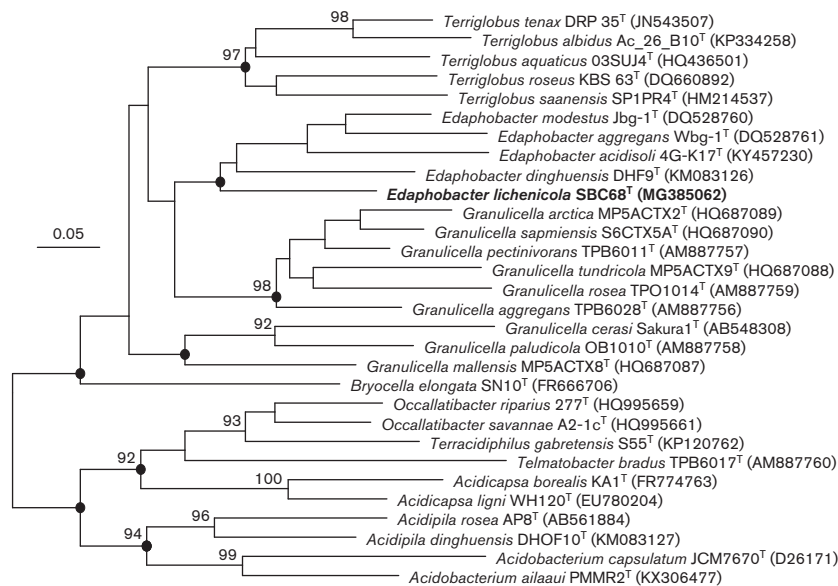 98
Terriglobus tenax DRP 35T (JN543507)
Terriglobus albidus Ac_26_B10T (KP334258)
97
Terriglobus aquaticus 03SUJ4T (HQ436501)
Terriglobus roseus KBS 63T (DQ660892)
Terriglobus saanensis SP1PR4T (HM214537)
Edaphobacter modestus Jbg-1T (DQ528760)
Edaphobacter aggregans Wbg-1T (DQ528761)
Edaphobacter acidisoli 4G-K17T (KY457230)
Edaphobacter dinghuensis DHF9T (KM083126)
Edaphobacter lichenicola SBC68T (MG385062)
Granulicella arctica MP5ACTX2T (HQ687089)
0.05
Granulicella sapmiensis S6CTX5AT (HQ687090)
Granulicella pectinivorans TPB6011T (AM887757)
Granulicella tundricola MP5ACTX9T (HQ687088)
98
Granulicella rosea TPO1014T (AM887759)
Granulicella aggregans TPB6028T (AM887756)
92
Granulicella cerasi Sakura1T (AB548308)
Granulicella paludicola OB1010T (AM887758)
Granulicella mallensis MP5ACTX8T (HQ687087)
Bryocella elongata SN10T (FR666706)
Occallatibacter riparius 277T (HQ995659)
93
Occallatibacter savannae A2-1cT (HQ995661)
Terracidiphilus gabretensis S55T (KP120762)
92
Telmatobacter bradus TPB6017T (AM887760)
100
Acidicapsa borealis KA1T (FR774763)
Acidicapsa ligni WH120T (EU780204)
96
Acidipila rosea AP8T (AB561884)
94
Acidipila dinghuensis DHOF10T (KM083127)
99
Acidobacterium capsulatum JCM7670T (D26171)
Acidobacterium ailaaui PMMR2T (KX306477)